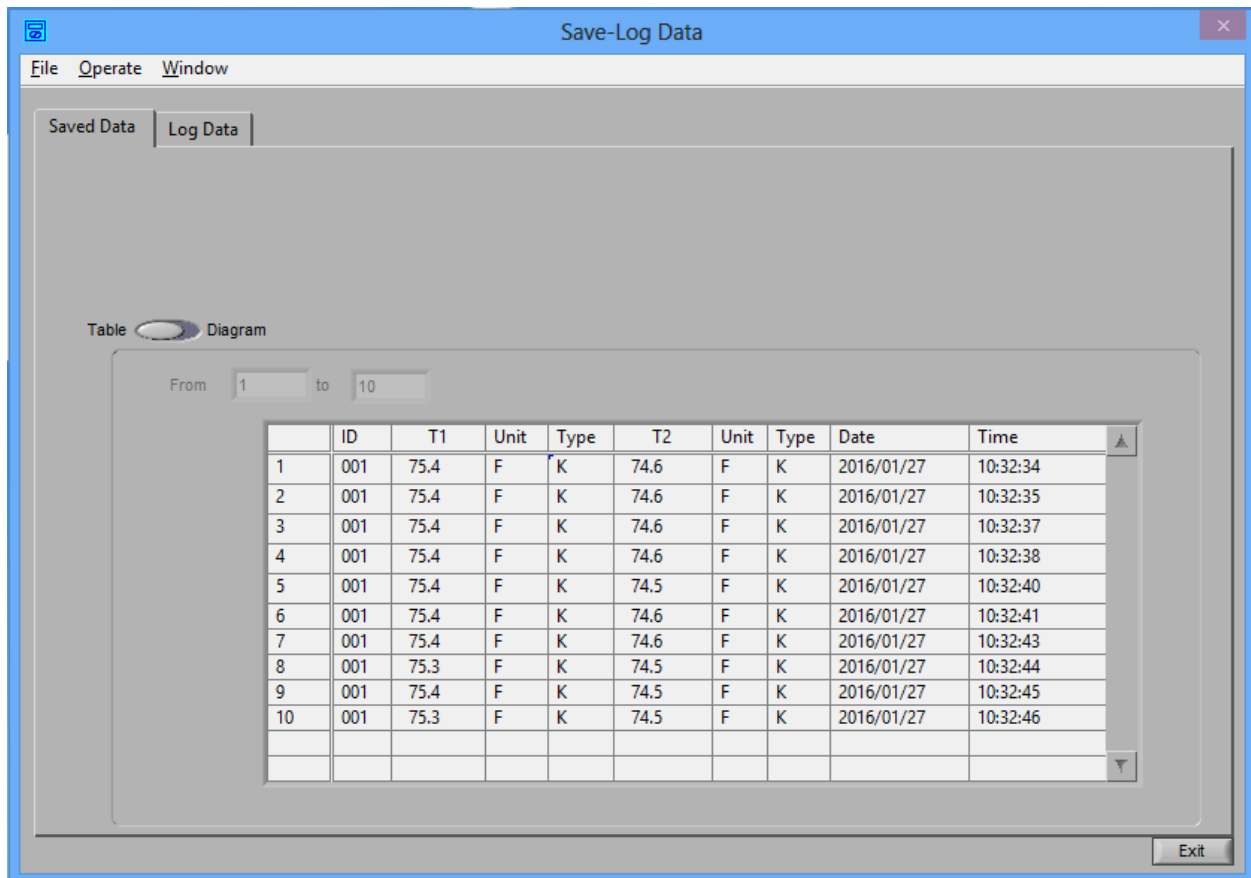 Save-Log Data
File Operate Window
Saved Data Log Data
Table Diagram
From 1 to 10
ID T1 Unit Type T2 Unit Type Date Time
1 001 75.4 F K 74.6 F K 2016/01/27 10:32:34
2 001 75.4 F K 74.6 F K 2016/01/27 10:32:35
3 001 75.4 F K 74.6 F K 2016/01/27 10:32:37
4 001 75.4 F K 74.6 F K 2016/01/27 10:32:38
5 001 75.4 F K 74.5 F K 2016/01/27 10:32:40
6 001 75.4 F K 74.6 F K 2016/01/27 10:32:41
7 001 75.4 F K 74.6 F K 2016/01/27 10:32:43
8 001 75.3 F K 74.5 F K 2016/01/27 10:32:44
9 001 75.4 F K 74.5 F K 2016/01/27 10:32:45
10 001 75.3 F K 74.5 F K 2016/01/27 10:32:46
Exit